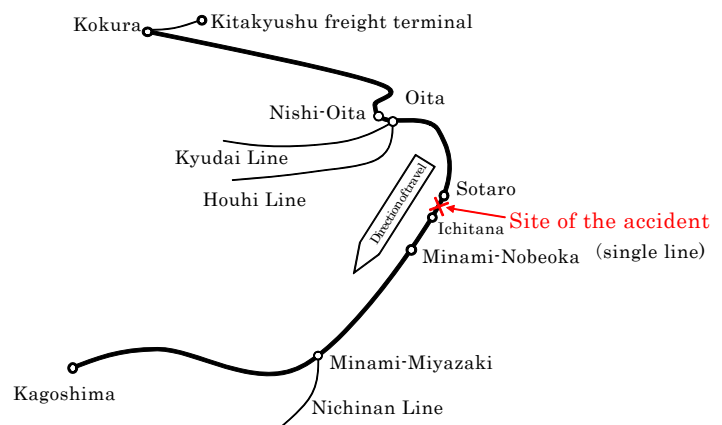 Kitakyushu freight terminal
Kokura
Oita
Nishi-Oita
Kyudai Line
Houhi Line
Direction of travel
Sotaro
Site of the accident
Ichitana
(single line)
Minami-Nobeoka
Minami-Miyazaki
Kagoshima
Nichinan Line